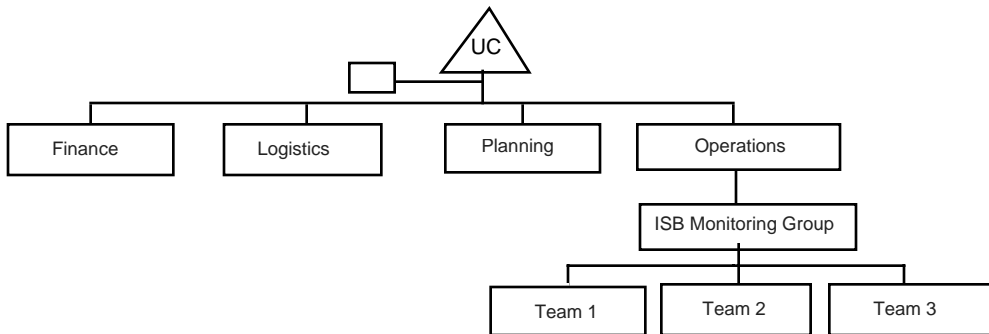 UC
Finance
Logistics
Planning
Operations
ISB Monitoring Group
Team 1
Team 2
Team 3